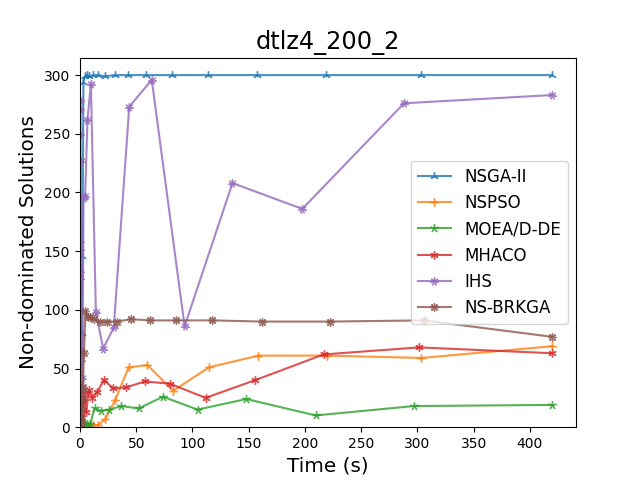 dtlz4_200_2
Non-dominated Solutions
300
250
200
150
100
50
0
NSGA-II
NSPSO
MOEA/D-DE
MHACO
IHS
NS-BRKGA
0 50 100 150 200 250 300 350 400
Time (s)